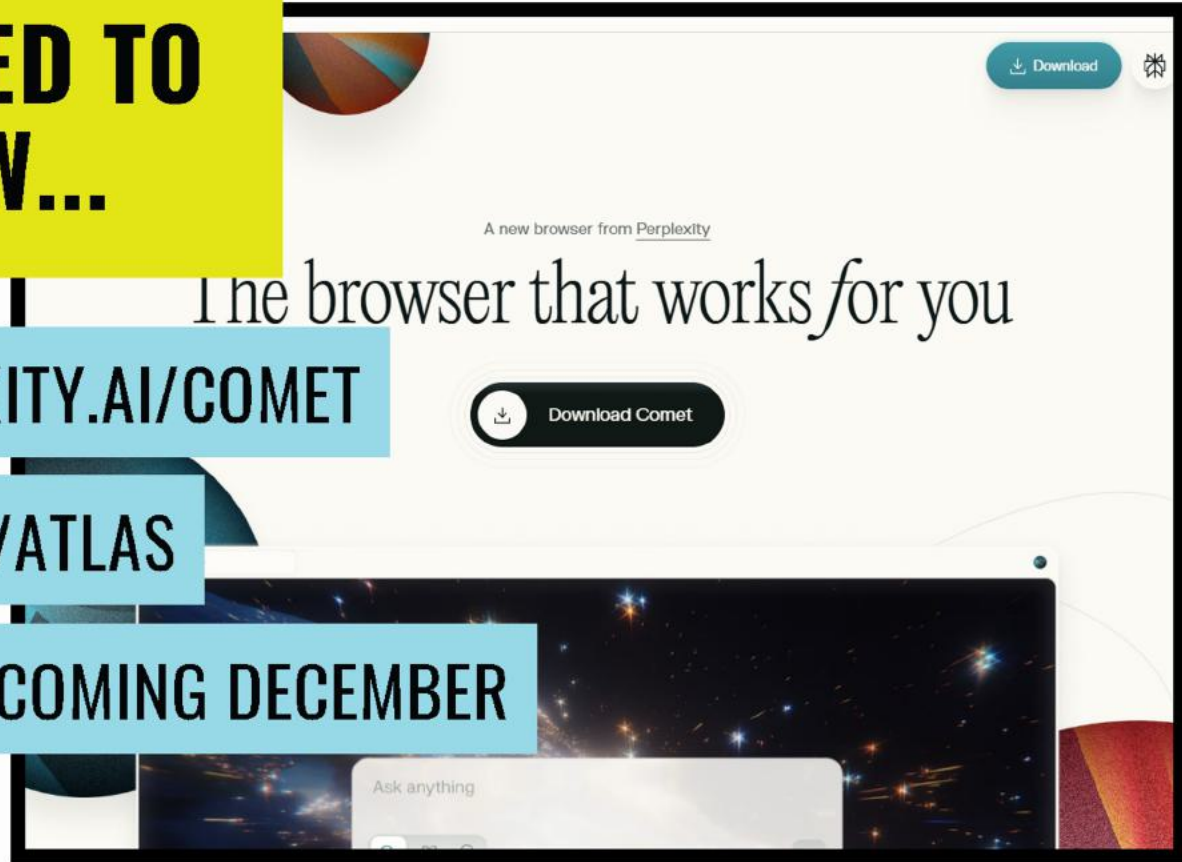 ED TO
W...
Download
A new browser from Perplexity
The browser that works for you
ITY.AI/COMET
Download Comet
/ATLAS
COMING DECEMBER
Ask anything